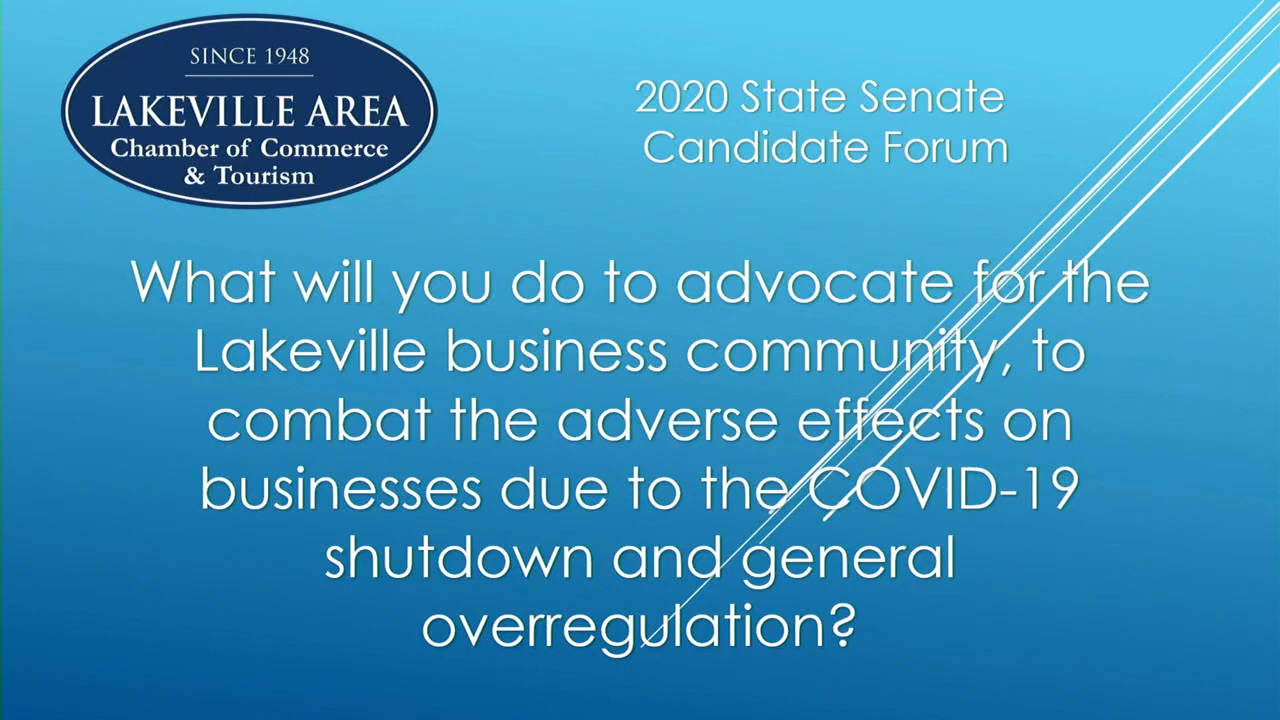 SINCE 1948
LAKEVILLE AREA
Chamber of Commerce
& Tourism
2020 State Senate
Candidate Forum
What will you do to advocate for the
Lakeville business community, to
combat the adverse effects on
businesses due to the COVID-19
shutdown and general
overregulation?